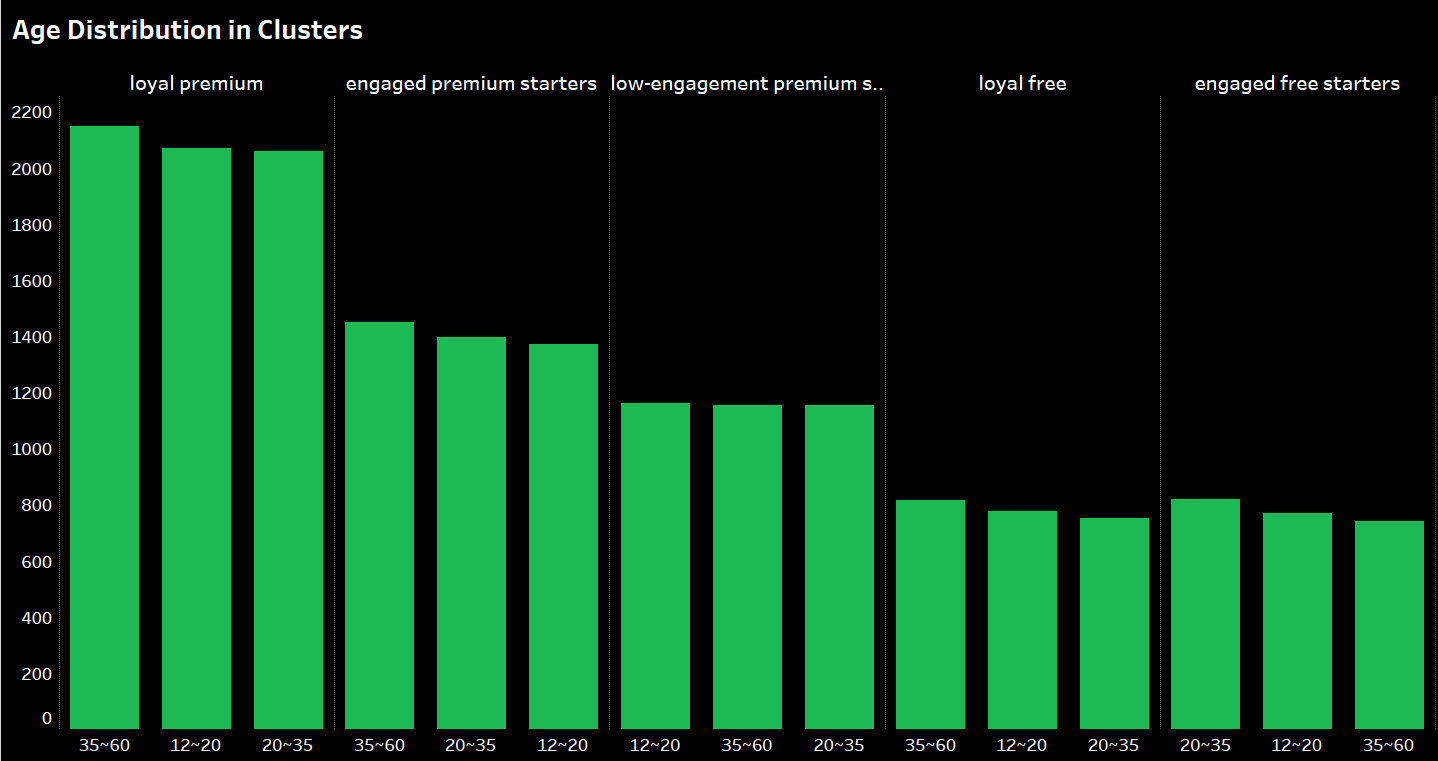 Age Distribution in Clusters
loyal premium
engaged premium starters
low-engagement premium s..
loyal free
engaged free starters
2200
2000
1800
1600
1400
1200
1000
800
600
400
200
0
35~60 12~20 20~35 35~60 20~35 12~20 12~20 35~60 20~35 35~60 12~20 20~35 20~35 12~20 35~60